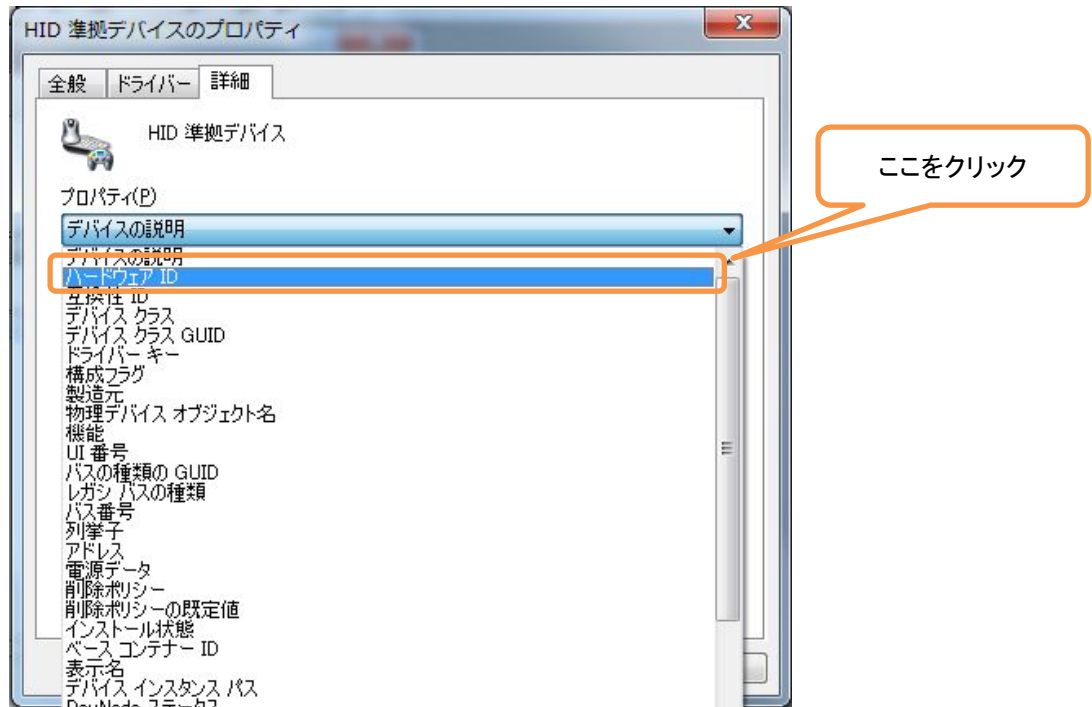 HID 準拠デバイスのプロパティ
全般
ドライバー
詳細
HID 準拠デバイス
ここをクリック
プロパティ(P)
デバイスの説明
デバイスの説明
ハードウェア ID
互換性 ID
デバイス クラス
デバイス クラス GUID
ドライバー キー
構成フラグ
製造元
物理デバイス オブジェクト名
機能
UI 番号
バスの種類の GUID
レガシ バスの種類
バス番号
列挙子
アドレス
電源データ
削除ポリシー
削除ポリシーの既定値
インストール状態
ベース コンテナー ID
表示名
デバイス インスタンス パス
DevNode ステータス